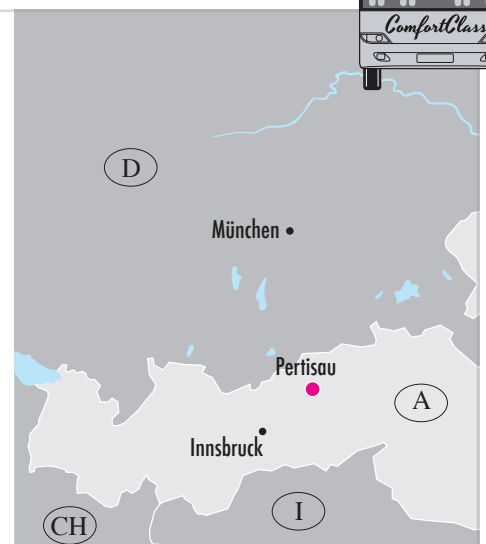 ComfortClass
D
München
Pertisau
A
Innsbruck
I
CH